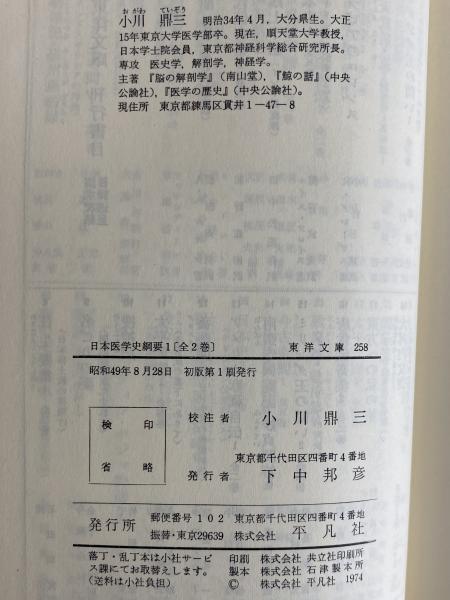 おがわ ていぞう
小川 鼎三 明治34年4月，大分県生。大正
15年東京大学医学部卒。現在，順天堂大学教授，
日本学士院会員，東京都神経科学総合研究所長。
専攻 医史学，解剖学，神経学。
主著 『脳の解剖学』（南山堂），『鯨の話』（中央
公論社），『医学の歴史』（中央公論社）。
現住所 東京都練馬区貫井1-47-8
日本医学史綱要1〔全2巻〕 東洋文庫 258
昭和49年8月28日 初版第1刷発行
検印
省略
校注者 小川鼎三
東京都千代田区四番町4番地
発行者 下中邦彦
発行所 郵便番号102 東京都千代田区四番町4番地
振替・東京29639 株式会社 平凡社
落丁・乱丁本は小社サービ
ス課にてお取替えします。
（送料は小社負担）
印刷 株式会社 共立社印刷所
製本 株式会社 石津製本所
© 株式会社 平凡社 1974